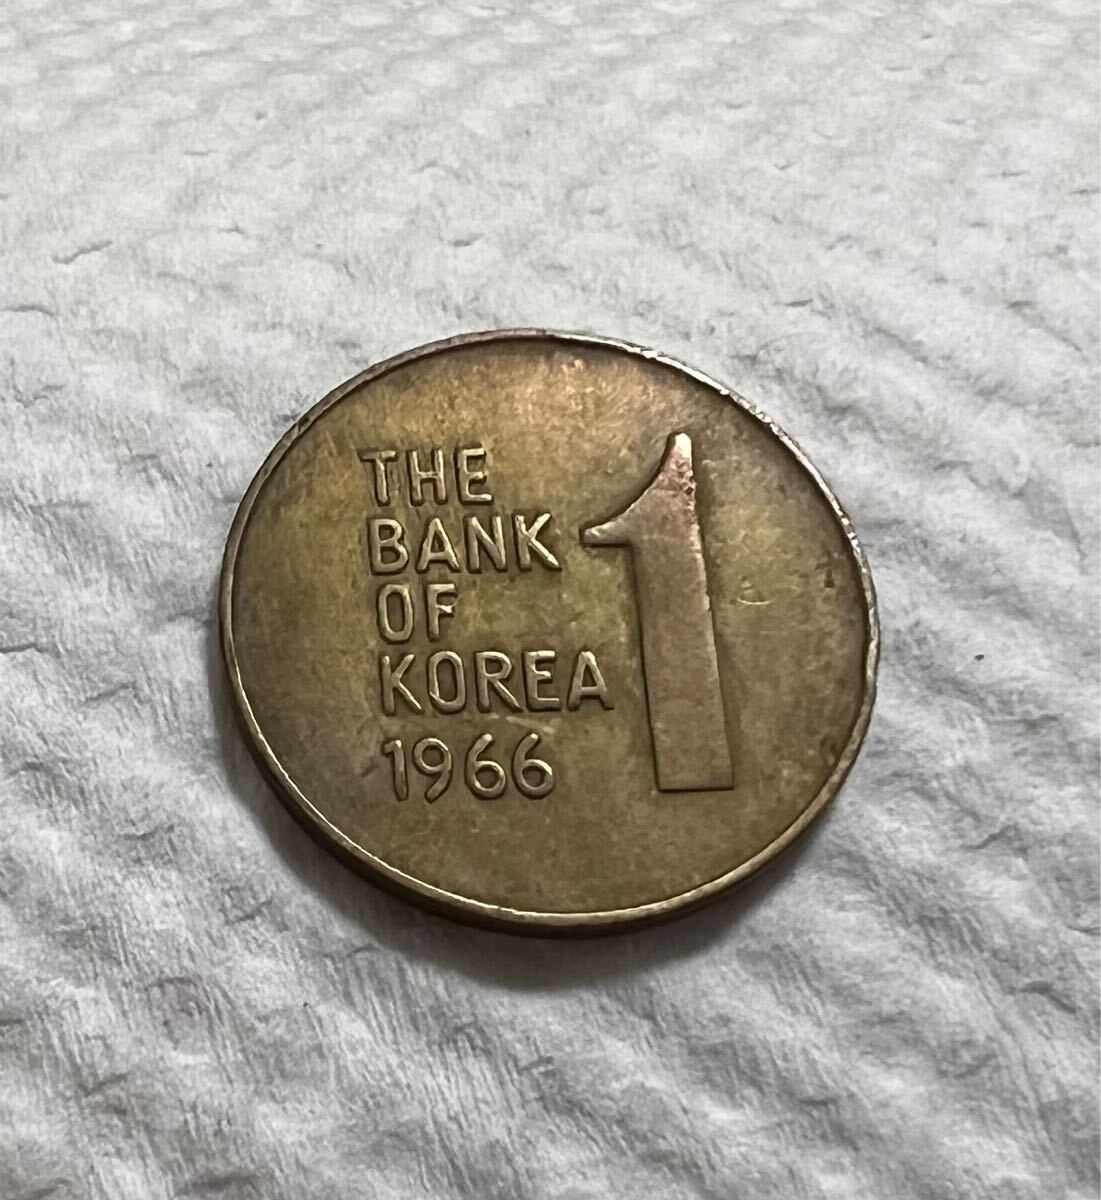 THE
BANK
OF
KOREA
1966
1